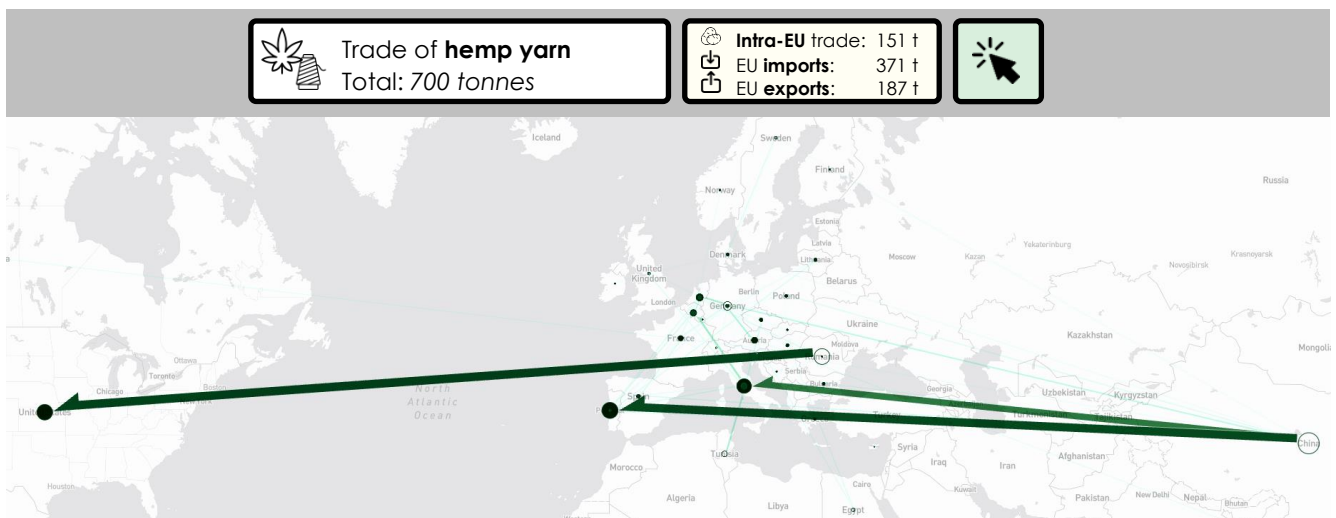 Trade of hemp yarn
Total: 700 tonnes
Intra-EU trade: 151 t
EU imports: 371 t
EU exports: 187 t
Iceland
Sweden
Finland
Russia
Norway
Estonia
Latvia
Yekaterinburg
Denmark
Lithuania
Moscow
Kazan
Krasnoyarsk
Novosibirsk
United
Kingdom
Belarus
Berlin
Poland
London
Germany
Ukraine
Kazakhstan
France
Austria
Moldova
Mongolia
Ottawa
Romania
Toronto
Serbia
Chicago
Boston
North
Atlantic
Ocean
Bulgaria
Georgia
Uzbekistan
Kyrgyzstan
Spain
United States
Turkey
Turkmenistan
China
Syria
Tunisia
Afghanistan
Iraq
Iran
Morocco
Houston
Cairo
Kuwait
Algeria
Libya
Egypt
Pakistan
New Delhi
Nepal
Bhutan